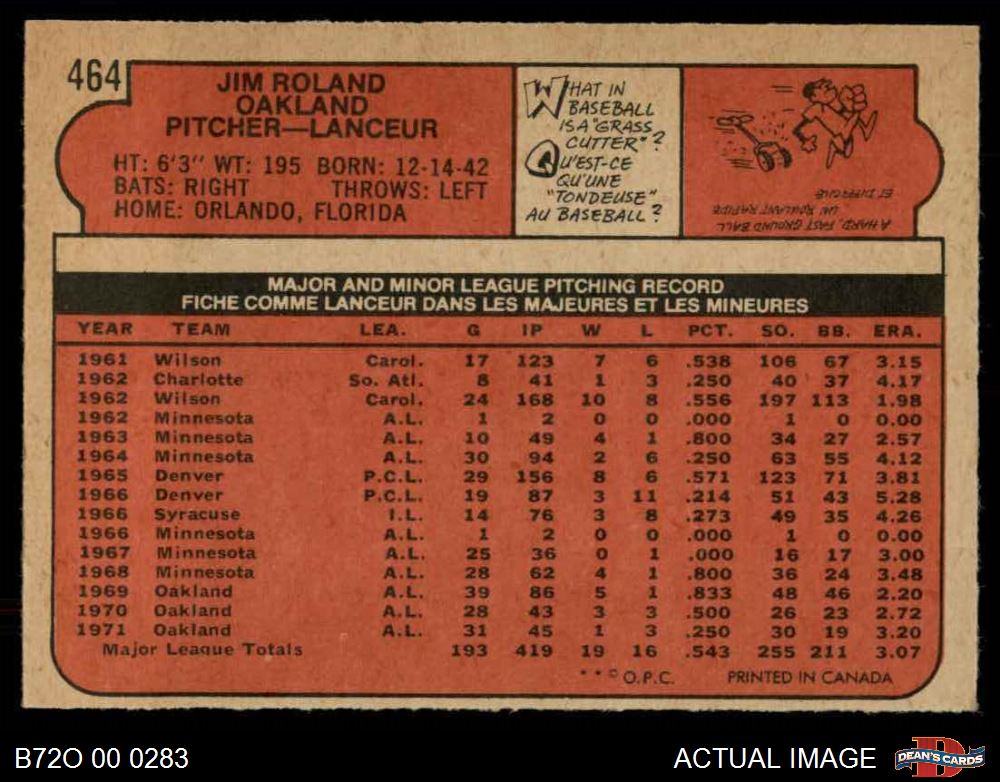 464
JIM ROLAND
OAKLAND
PITCHER—LANCEUR
HT: 6'3" WT: 195 BORN: 12-14-42
BATS: RIGHT THROWS: LEFT
HOME: ORLANDO, FLORIDA
WHAT IN
BASEBALL
IS A "GRASS
CUTTER"?
QU'EST-CE
QU'UNE
"TONDEUSE"
AU BASEBALL?
A HARD, FAST GROUND BALL
UN ROULANT RAPIDE
ET DIFFICILE
MAJOR AND MINOR LEAGUE PITCHING RECORD
FICHE COMME LANCEUR DANS LES MAJEURES ET LES MINEURES
YEAR TEAM LEA. G IP W L PCT. SO. BB. ERA.
1961 Wilson Carol. 17 123 7 6 .538 106 67 3.15
1962 Charlotte So. Atl. 8 41 1 3 .250 40 37 4.17
1962 Wilson Carol. 24 168 10 8 .556 197 113 1.98
1962 Minnesota A.L. 1 2 0 0 .000 1 0 0.00
1963 Minnesota A.L. 10 49 4 1 .800 34 27 2.57
1964 Minnesota A.L. 30 94 2 6 .250 63 55 4.12
1965 Denver P.C.L. 29 156 8 6 .571 123 71 3.81
1966 Denver P.C.L. 19 87 3 11 .214 51 43 5.28
1966 Syracuse I.L. 14 76 3 8 .273 49 35 4.26
1966 Minnesota A.L. 1 2 0 0 .000 1 0 0.00
1967 Minnesota A.L. 25 36 0 1 .000 16 17 3.00
1968 Minnesota A.L. 28 62 4 1 .800 36 24 3.48
1969 Oakland A.L. 39 86 5 1 .833 48 46 2.20
1970 Oakland A.L. 28 43 3 3 .500 26 23 2.72
1971 Oakland A.L. 31 45 1 3 .250 30 19 3.20
Major League Totals 193 419 19 16 .543 255 211 3.07
* * © O.P.C. PRINTED IN CANADA
B72O 00 0283
ACTUAL IMAGE
D
DEAN'S CARDS